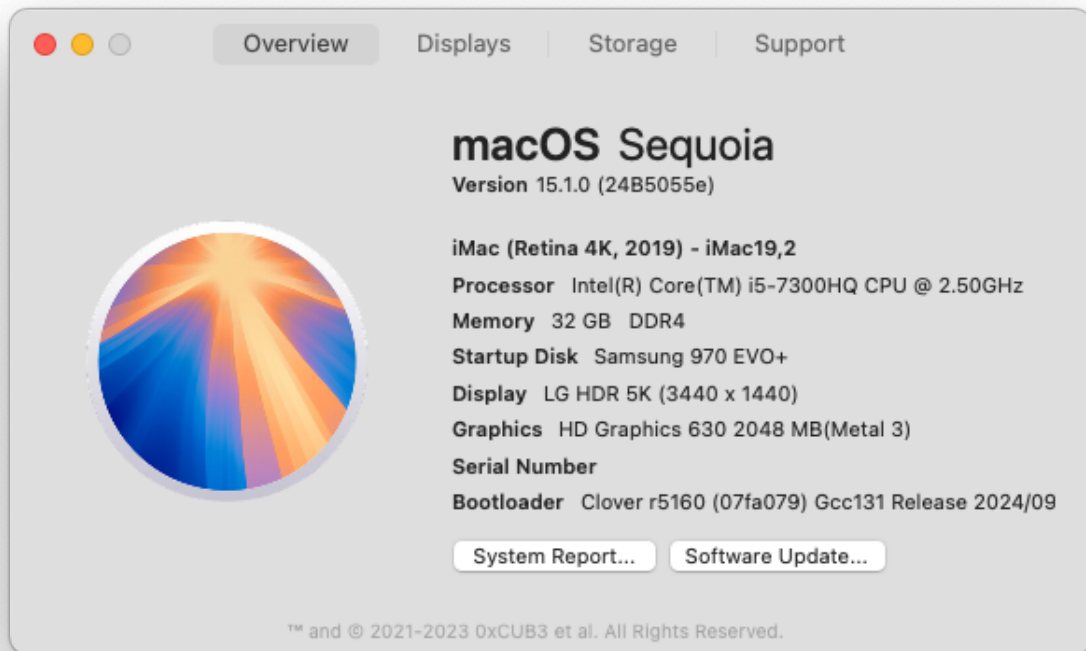 Overview Displays Storage Support
macOS Sequoia
Version 15.1.0 (24B5055e)
iMac (Retina 4K, 2019) - iMac19,2
Processor Intel(R) Core(TM) i5-7300HQ CPU @ 2.50GHz
Memory 32 GB DDR4
Startup Disk Samsung 970 EVO+
Display LG HDR 5K (3440 x 1440)
Graphics HD Graphics 630 2048 MB(Metal 3)
Serial Number
Bootloader Clover r5160 (07fa079) Gcc131 Release 2024/09
System Report... Software Update...
™ and © 2021-2023 0xCUB3 et al. All Rights Reserved.